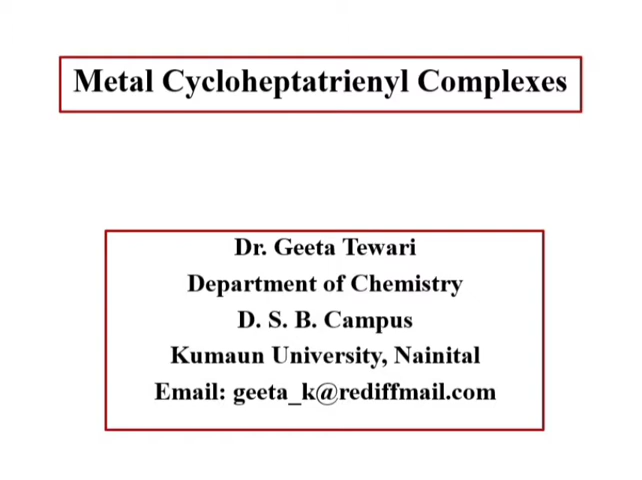 Metal Cycloheptatrienyl Complexes
Dr. Geeta Tewari
Department of Chemistry
D. S. B. Campus
Kumaun University, Nainital
Email: geeta_k@rediffmail.com